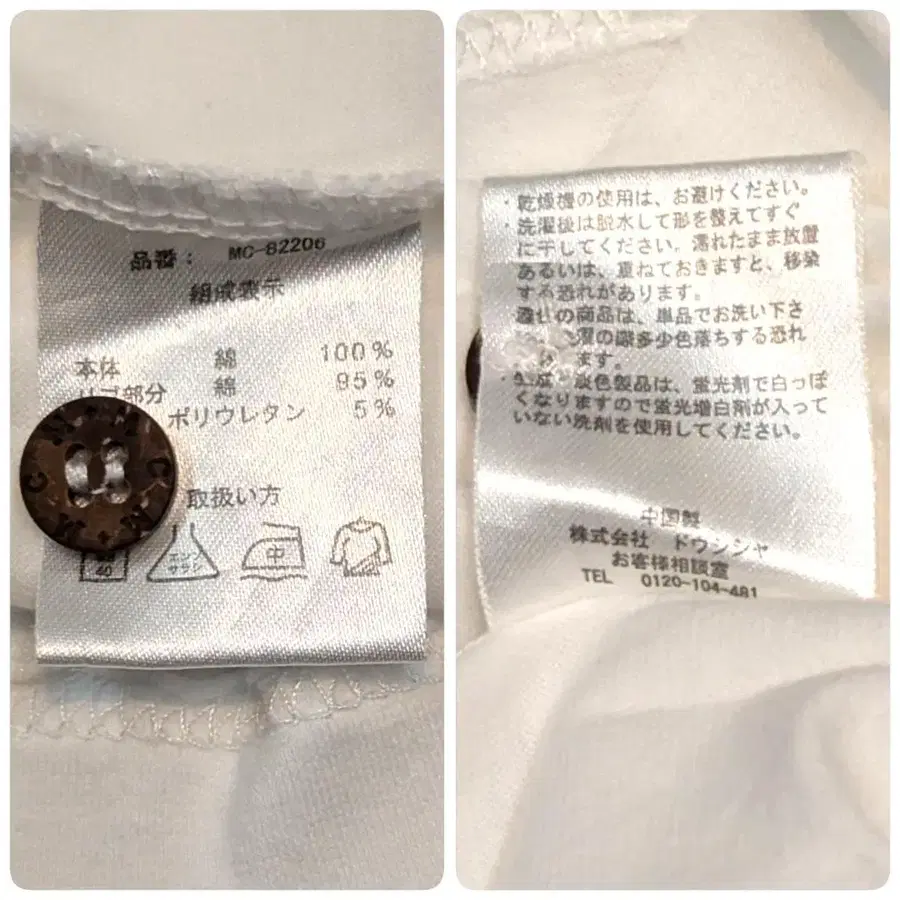 品番： MC-82206
組成表示
本体 綿 100%
リブ部分 綿 95%
ポリウレタン 5%
取扱い方
40 エンソ サラシ 中
M C M
・乾燥機の使用は、お避けください。
・洗濯後は脱水して形を整えてすぐ
に干してください。濡れたまま放置
あるいは、重ねておきますと、移染
する恐れがあります。
の商品は、単品でお洗い下さ
の際多少色落ちする恐れ
ます。
・生成・淡色製品は、蛍光剤で白っぽ
くなりますので蛍光増白剤が入って
いない洗剤を使用してください。
中国製
株式会社 ドウシシャ
お客様相談室
TEL 0120-104-481